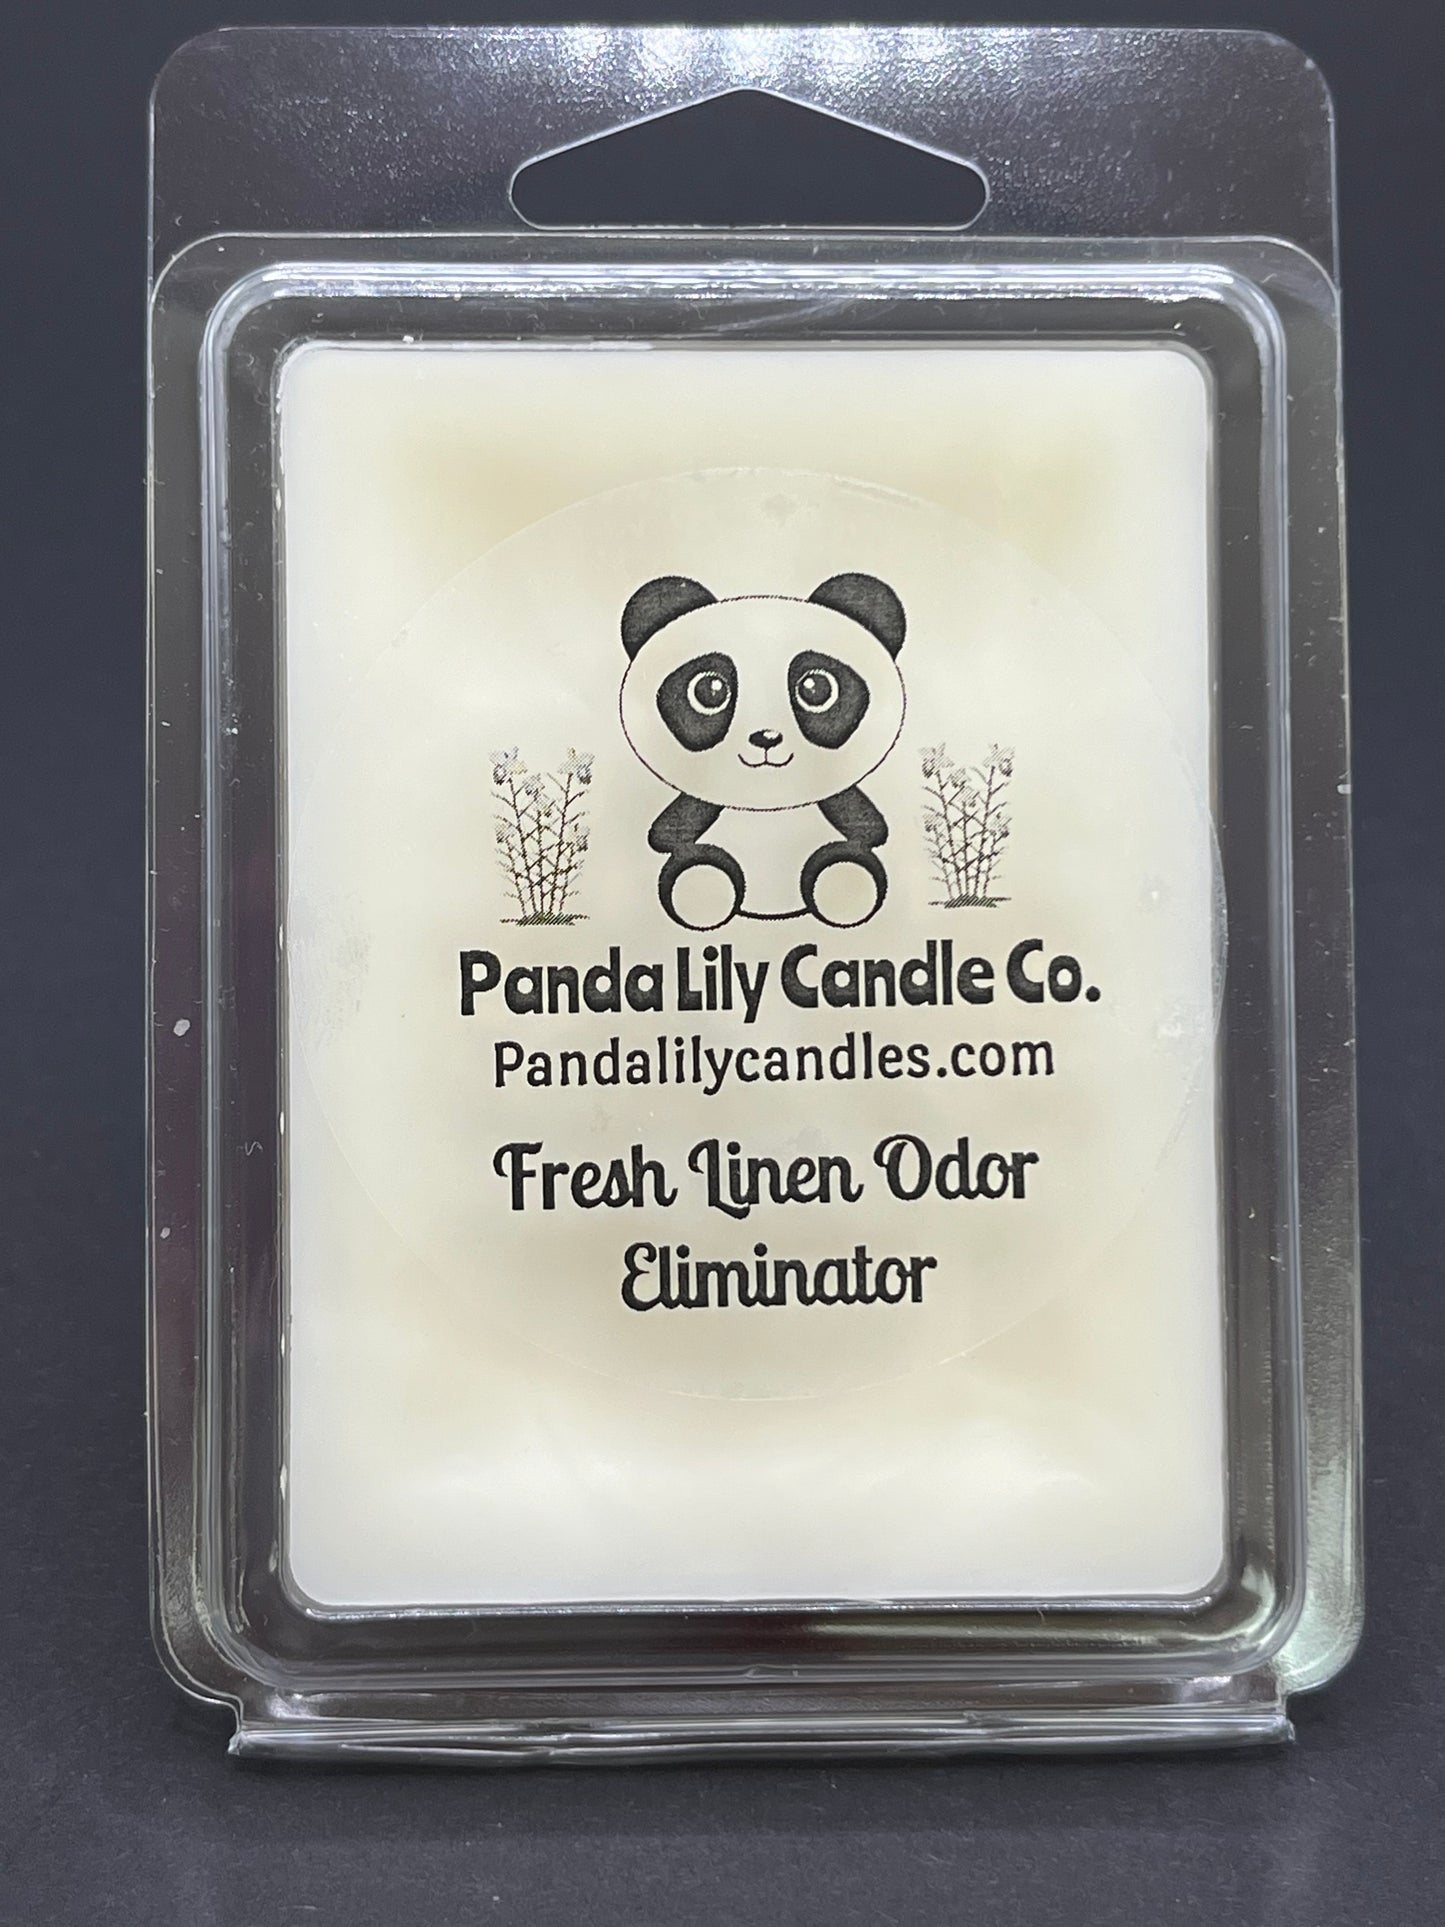 Panda Lily Candle Co.
Pandalilycandles.com
Fresh Linen Odor
Eliminator